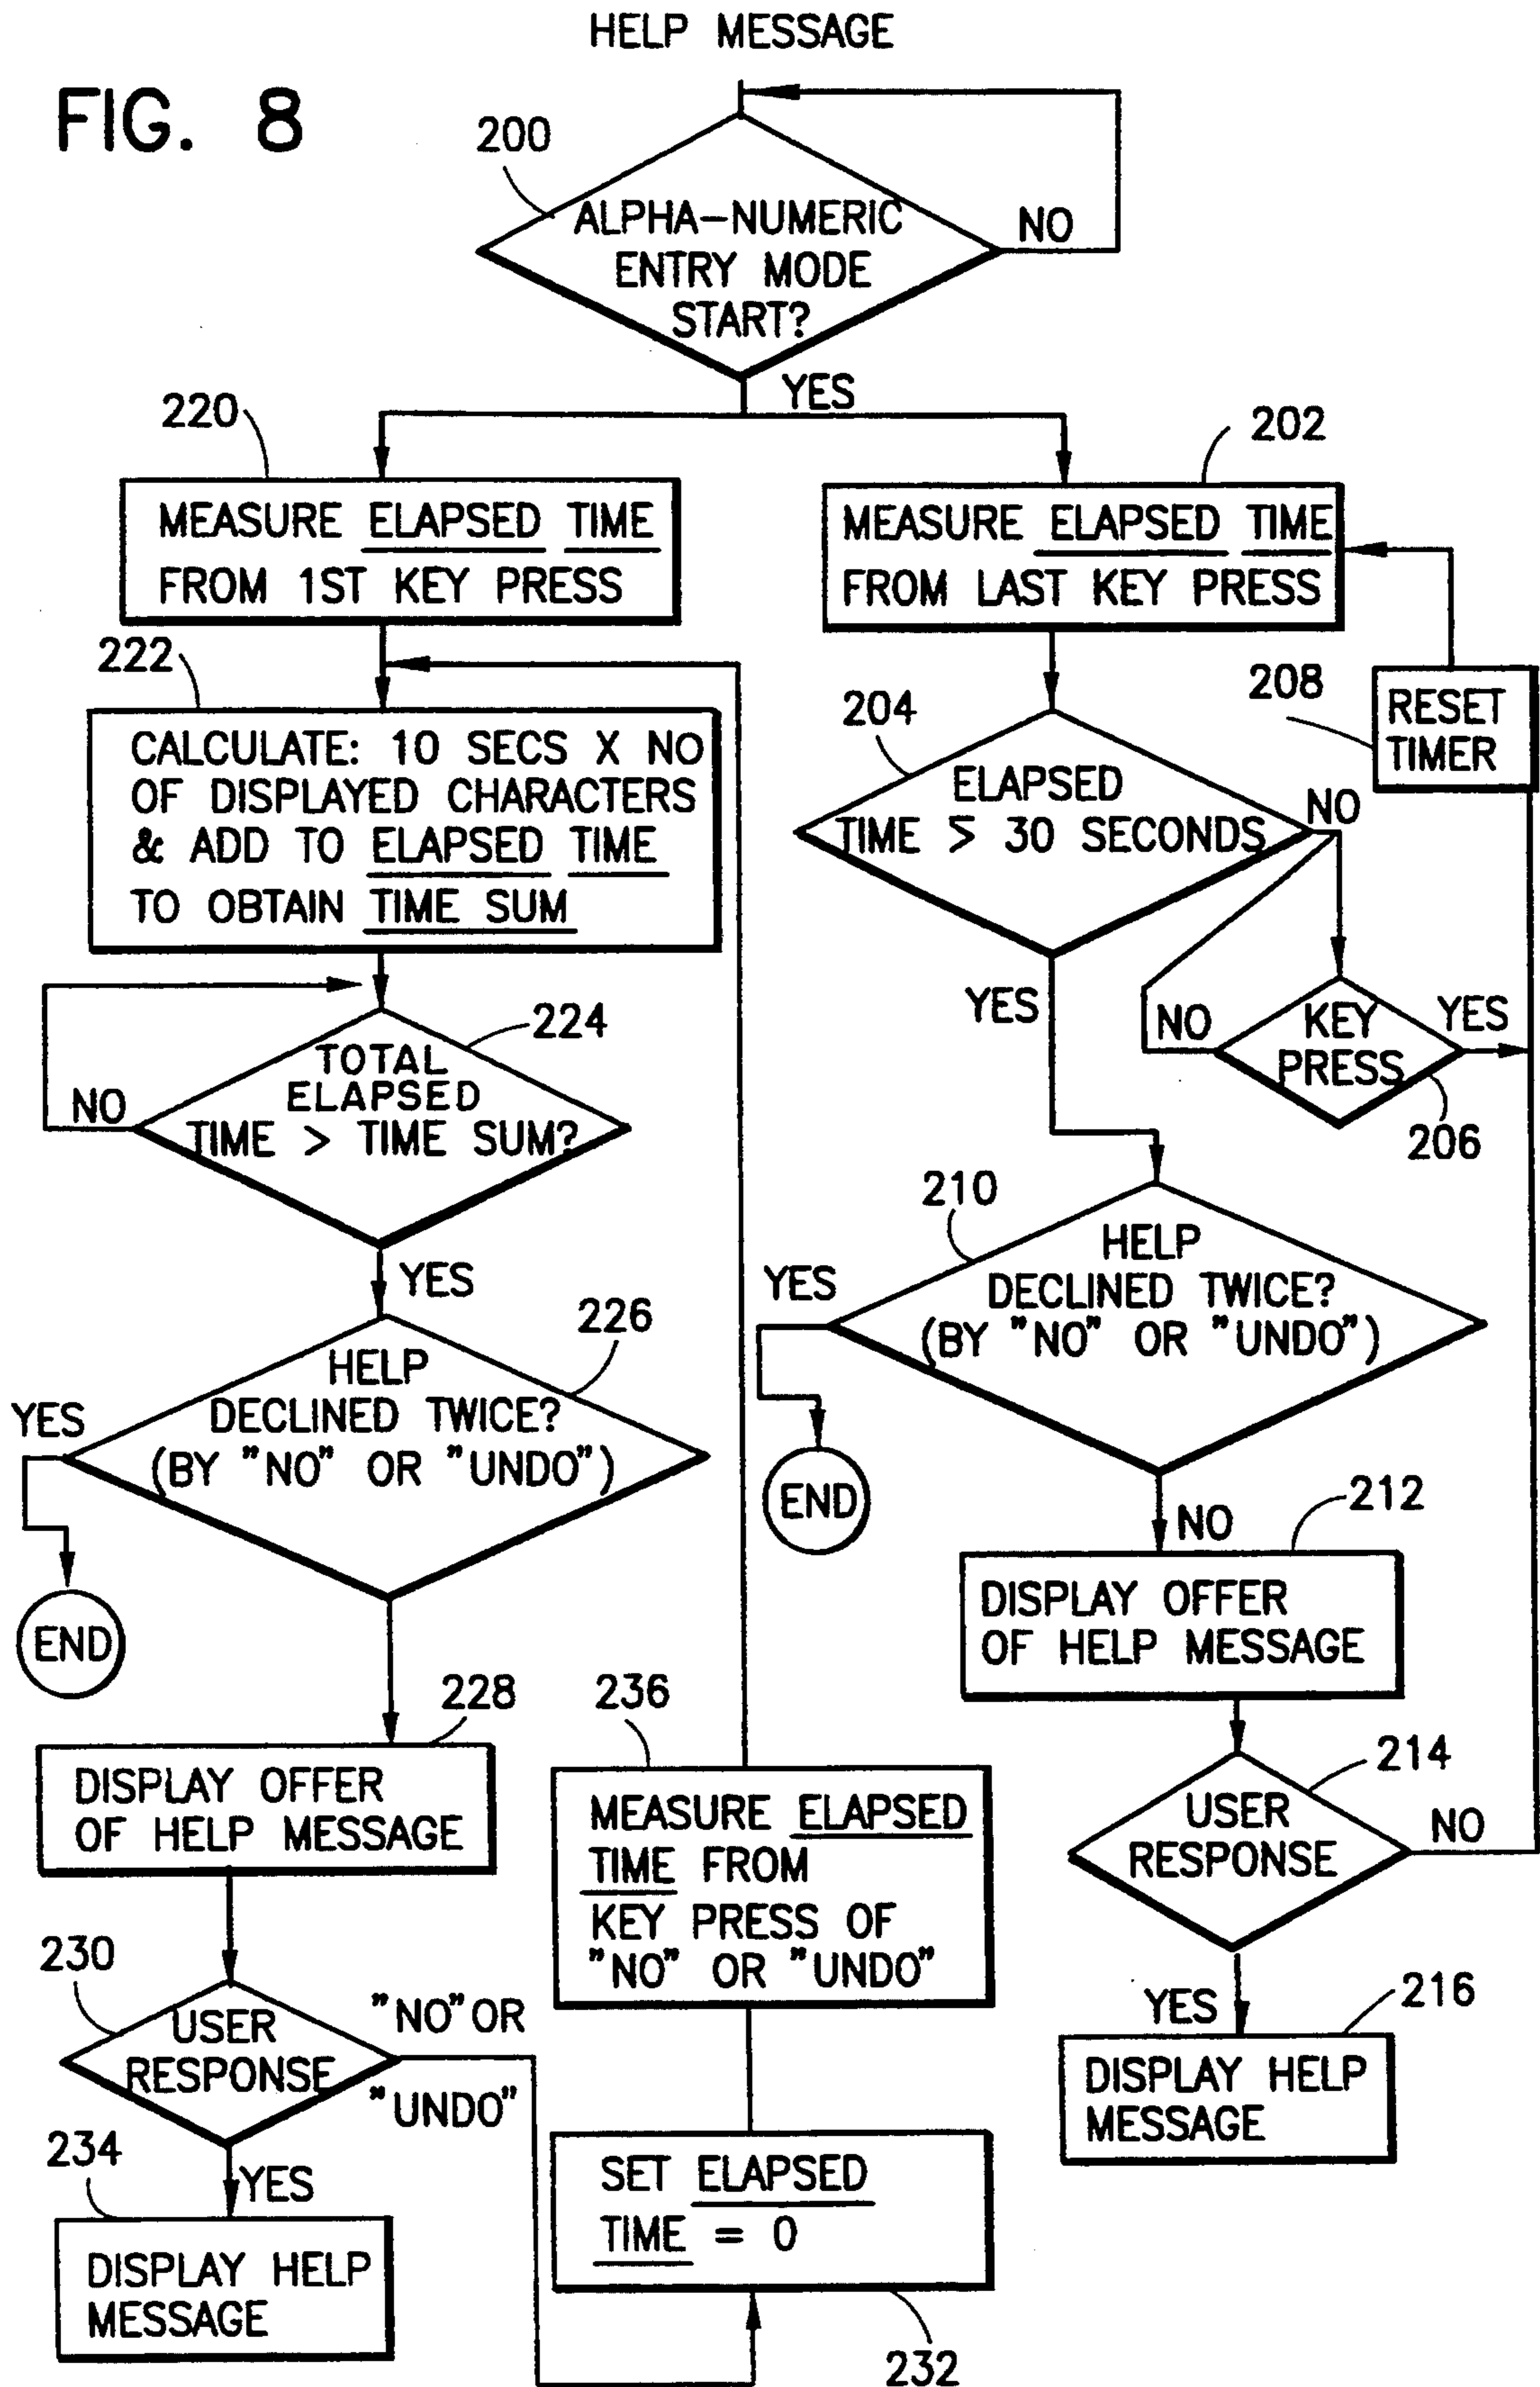 HELP MESSAGE
FIG. 8
200
ALPHA-NUMERIC
ENTRY MODE
START?
NO
YES
220
MEASURE ELAPSED TIME
FROM 1ST KEY PRESS
222
CALCULATE: 10 SECS X NO
OF DISPLAYED CHARACTERS
& ADD TO ELAPSED TIME
TO OBTAIN TIME SUM
224
TOTAL
ELAPSED
TIME > TIME SUM?
NO
YES
226
HELP
DECLINED TWICE?
(BY "NO" OR "UNDO")
YES
END
228
DISPLAY OFFER
OF HELP MESSAGE
230
USER
RESPONSE
"NO" OR
"UNDO"
YES
234
DISPLAY HELP
MESSAGE
236
MEASURE ELAPSED
TIME FROM
KEY PRESS OF
"NO" OR "UNDO"
SET ELAPSED
TIME = 0
232
202
MEASURE ELAPSED TIME
FROM LAST KEY PRESS
208
RESET
TIMER
204
ELAPSED
TIME > 30 SECONDS
NO
YES
NO
KEY
PRESS
YES
206
210
HELP
DECLINED TWICE?
(BY "NO" OR "UNDO")
YES
END
NO
212
DISPLAY OFFER
OF HELP MESSAGE
214
USER
RESPONSE
NO
YES
216
DISPLAY HELP
MESSAGE